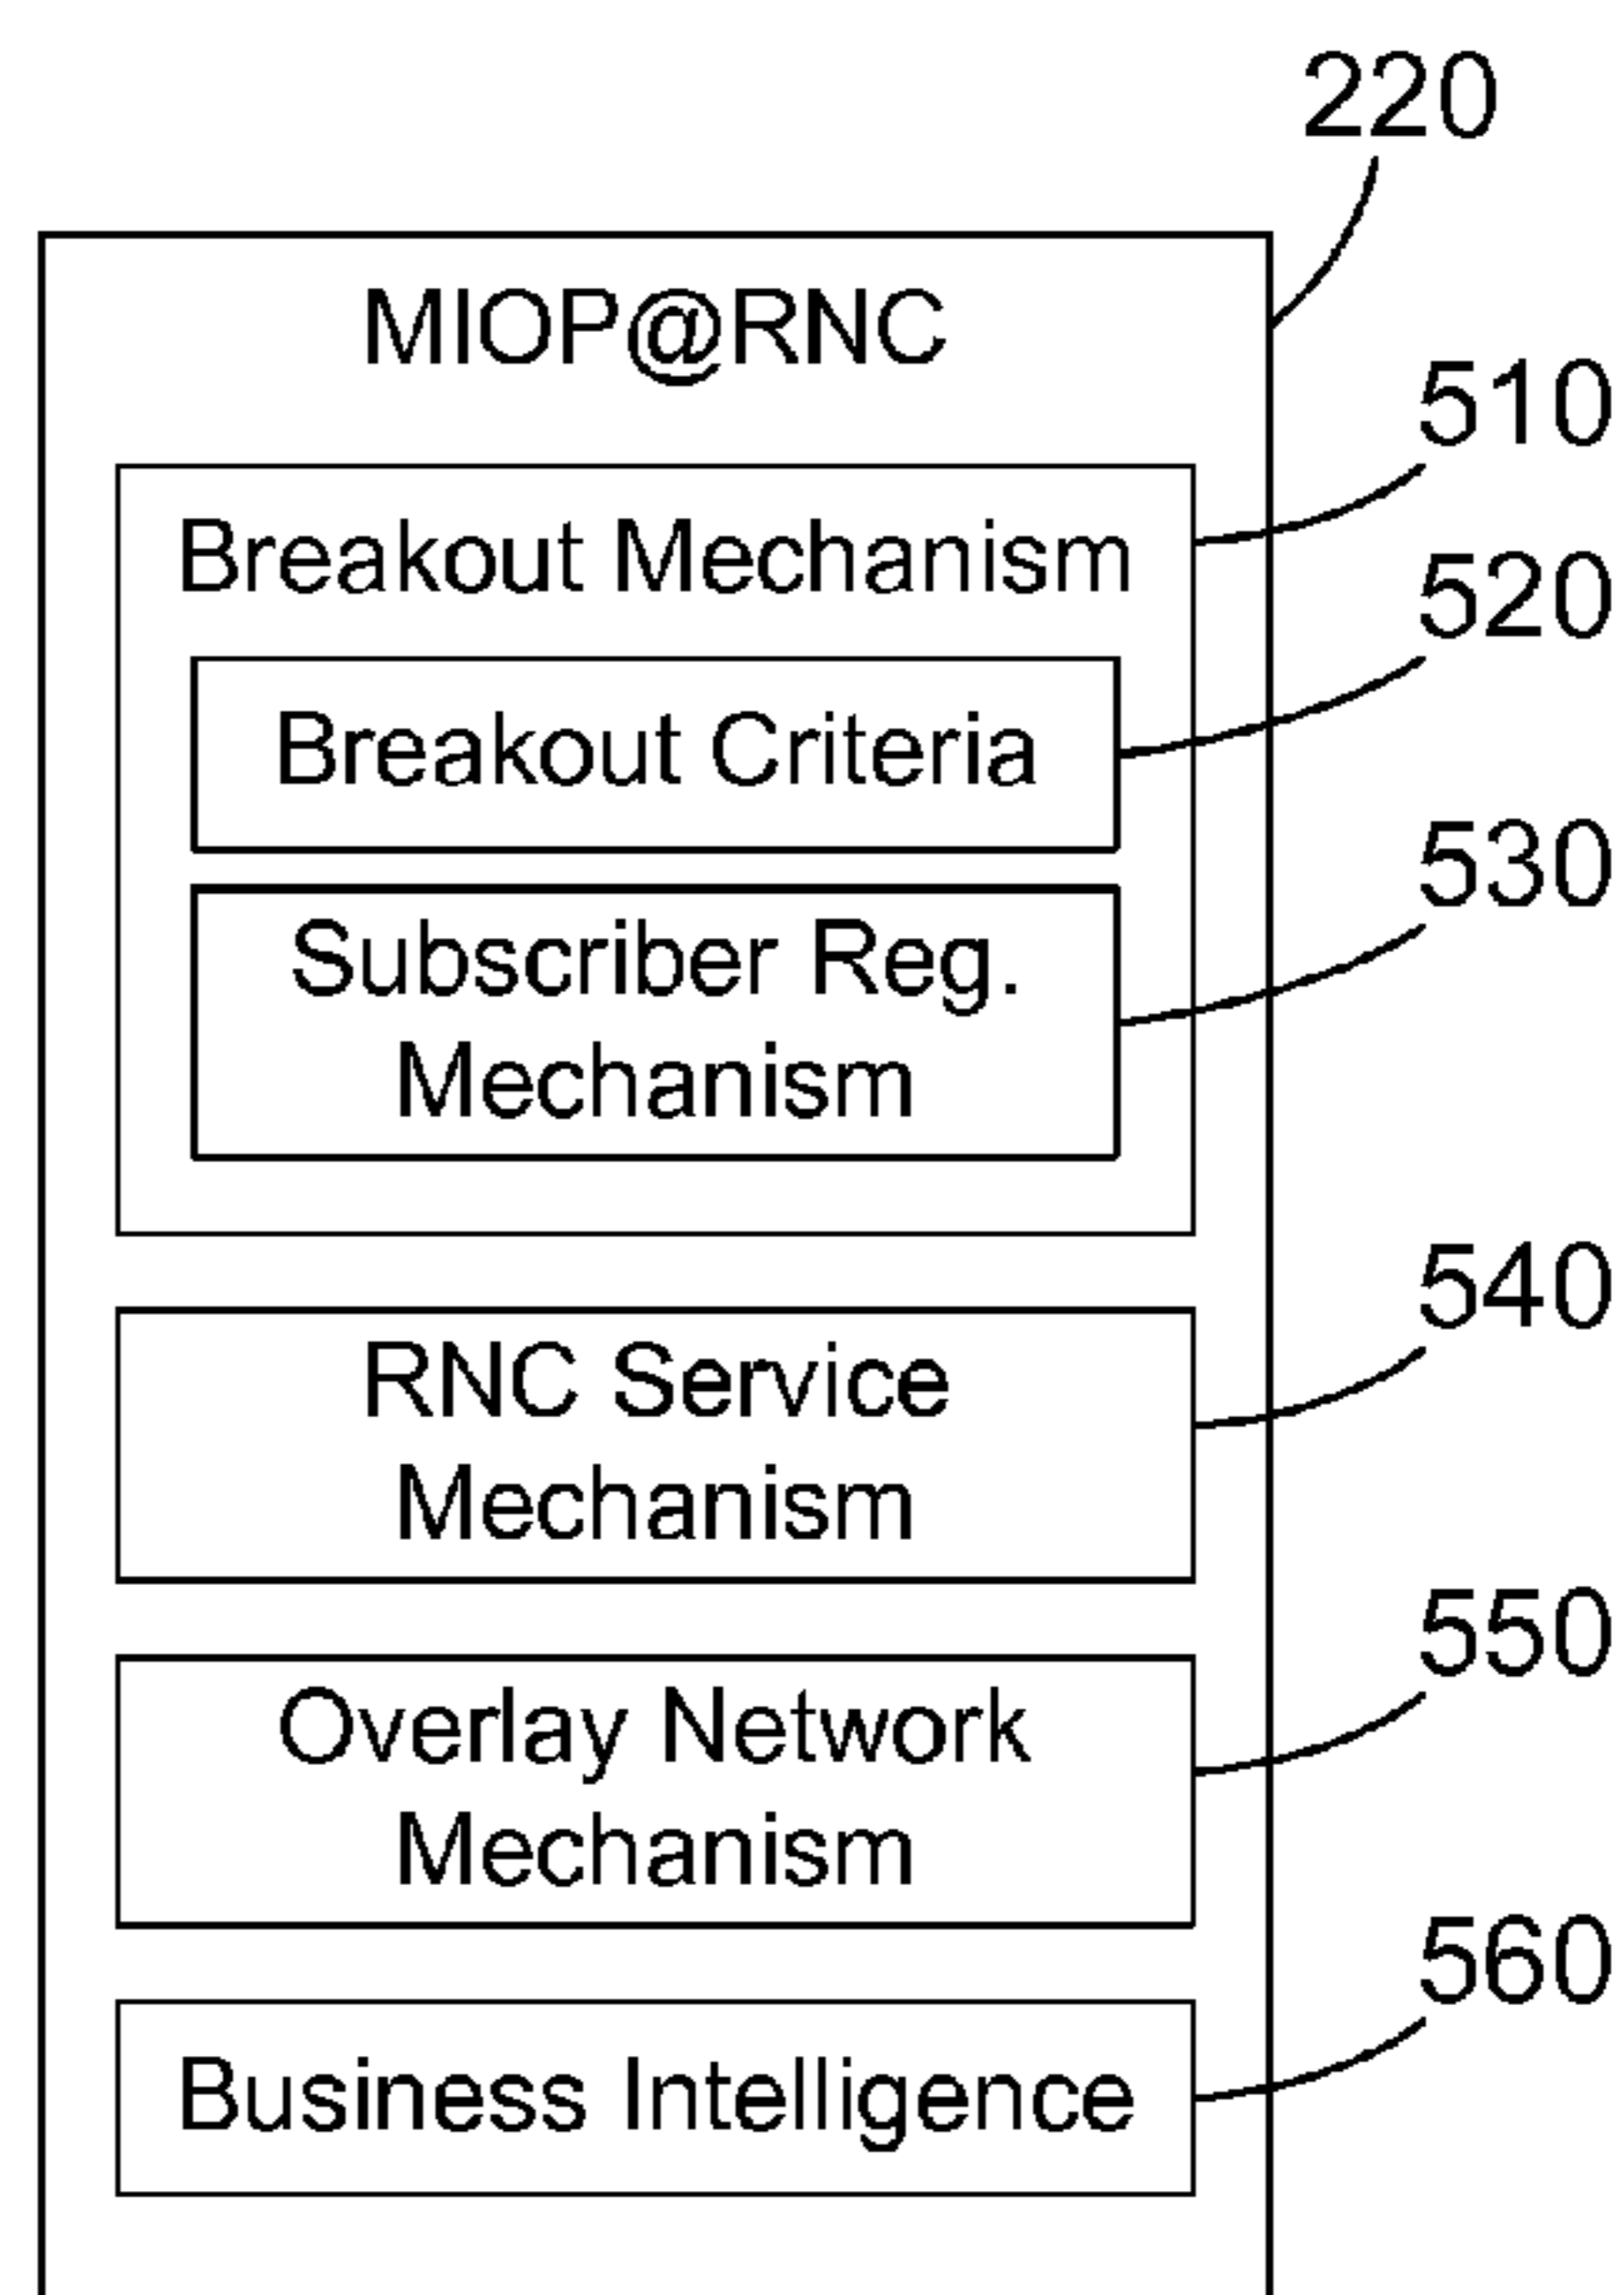 220
MIOP@RNC
510
Breakout Mechanism
520
Breakout Criteria
530
Subscriber Reg.
Mechanism
540
RNC Service
Mechanism
550
Overlay Network
Mechanism
560
Business Intelligence